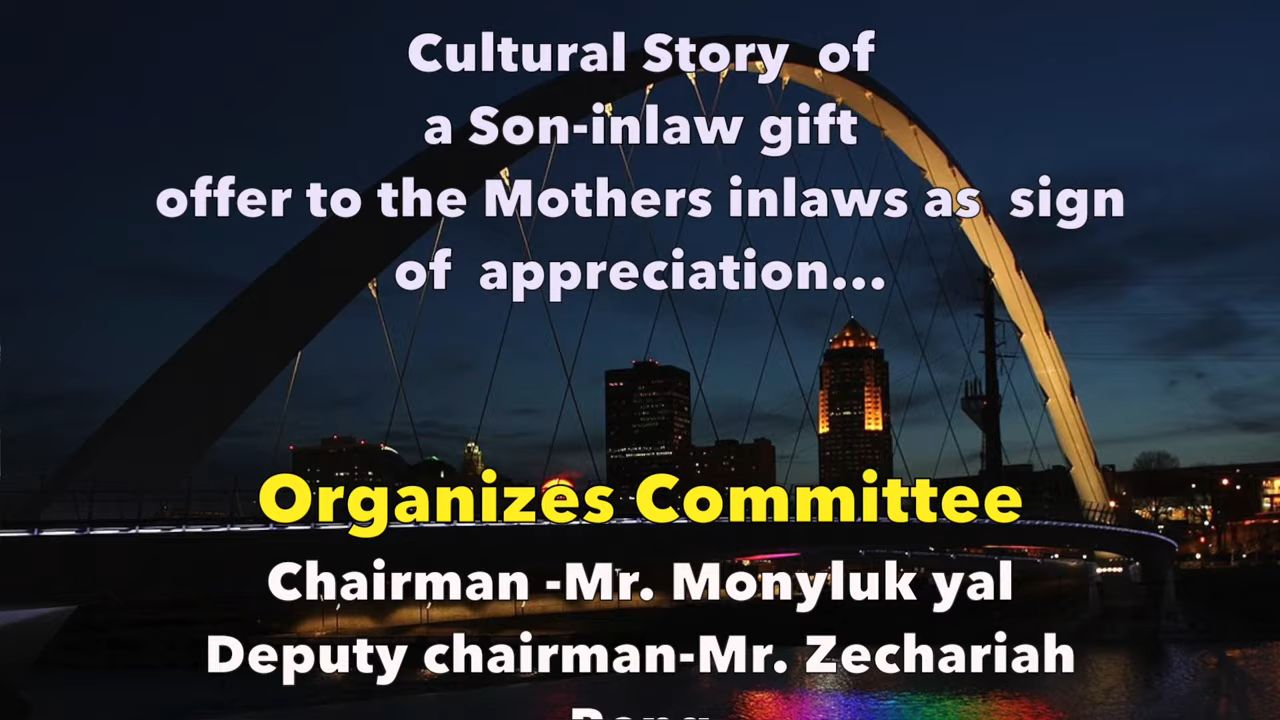 Cultural Story of
a Son-inlaw gift
offer to the Mothers inlaws as sign
of appreciation...
Organizes Committee
Chairman -Mr. Monyluk yal
Deputy chairman-Mr. Zechariah